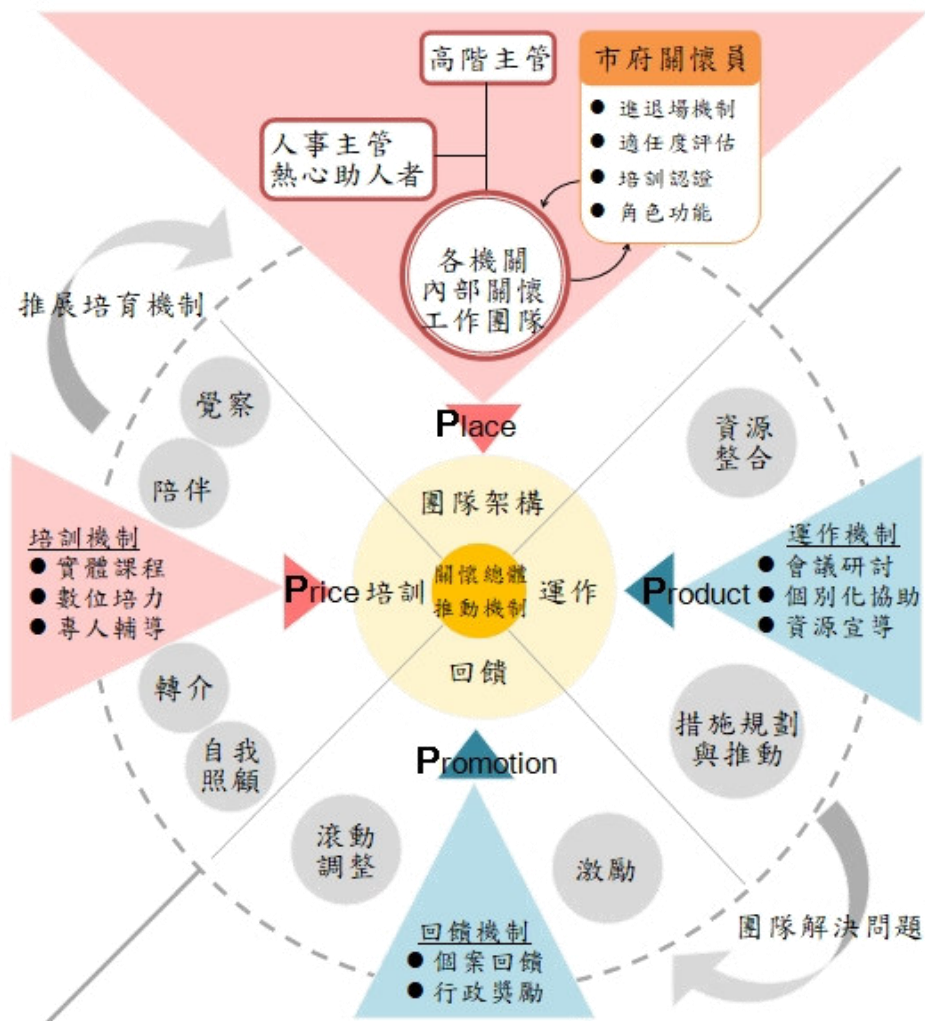 高階主管
市府關懷員
● 進退場機制
● 適任度評估
● 培訓認證
● 角色功能
人事主管
熱心助人者
各機關
內部關懷
工作團隊
推展培育機制
覺察
陪伴
Place
資源
整合
團隊架構
培訓機制
● 實體課程
● 數位培力
● 專人輔導
Price
培訓
關懷總體
推動機制
運作
Product
運作機制
● 會議研討
● 個別化協助
● 資源宣導
回饋
轉介
自我
照顧
措施規劃
與推動
Promotion
滾動
調整
激勵
回饋機制
● 個案回饋
● 行政獎勵
團隊解決問題